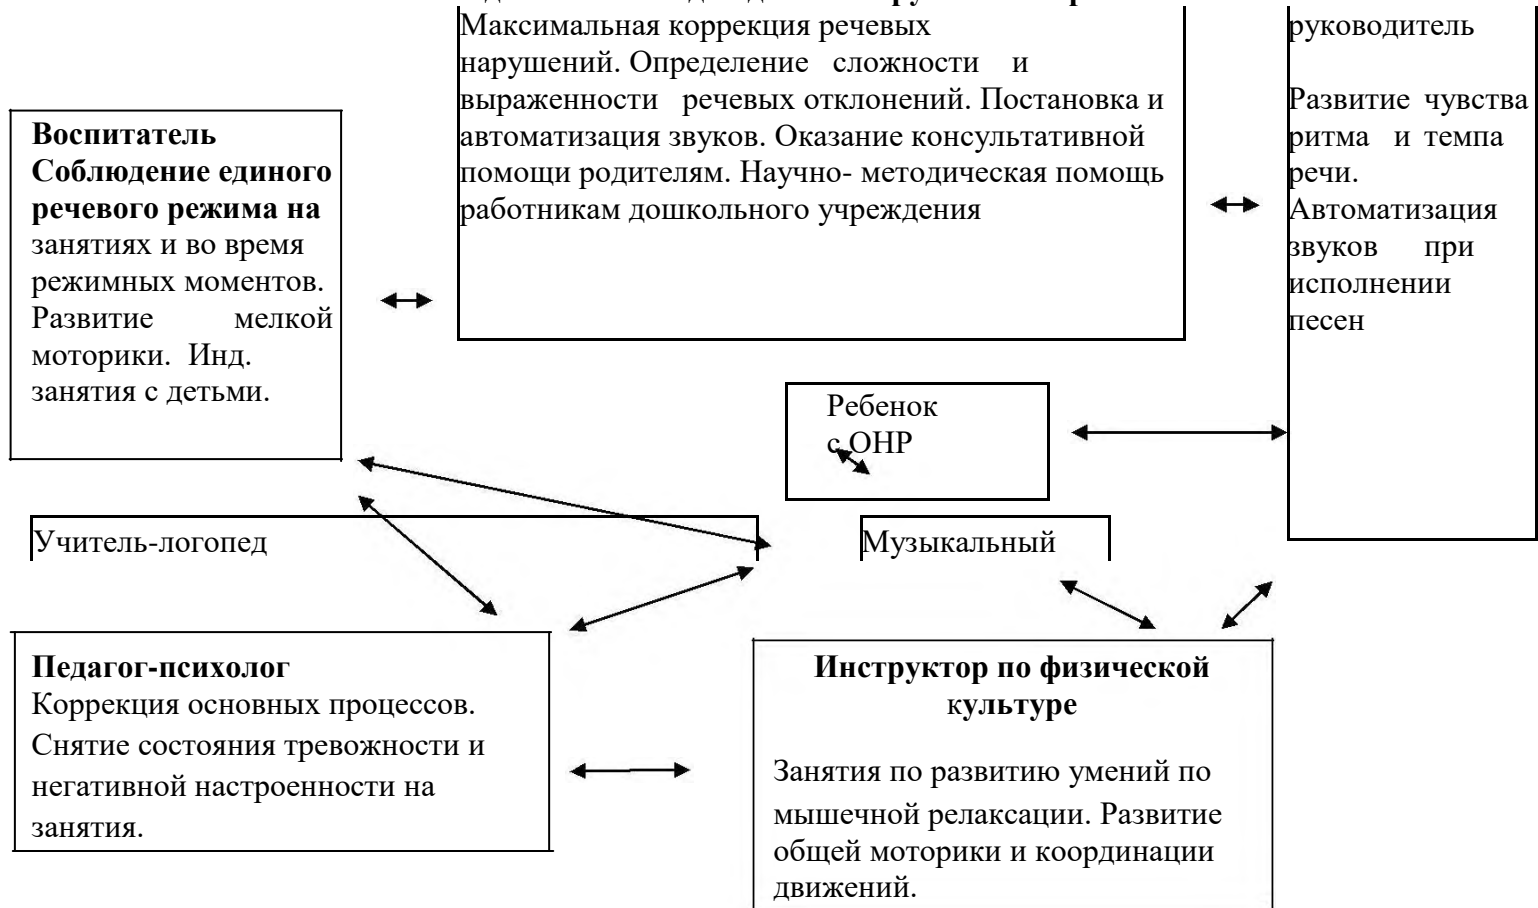 Максимальная коррекция речевых
нарушений. Определение сложности и
выраженности речевых отклонений. Постановка и
автоматизация звуков. Оказание консультативной
помощи родителям. Научно- методическая помощь
работникам дошкольного учреждения
руководитель
Развитие чувства
ритма и темпа
речи.
Автоматизация
звуков при
исполнении
песен
Воспитатель
Соблюдение единого
речевого режима на
занятиях и во время
режимных моментов.
Развитие мелкой
моторики. Инд.
занятия с детьми.
Ребенок
с ОНР
Учитель-логопед
Музыкальный
Педагог-психолог
Коррекция основных процессов.
Снятие состояния тревожности и
негативной настроенности на
занятия.
Инструктор по физической
культуре
Занятия по развитию умений по
мышечной релаксации. Развитие
общей моторики и координации
движений.